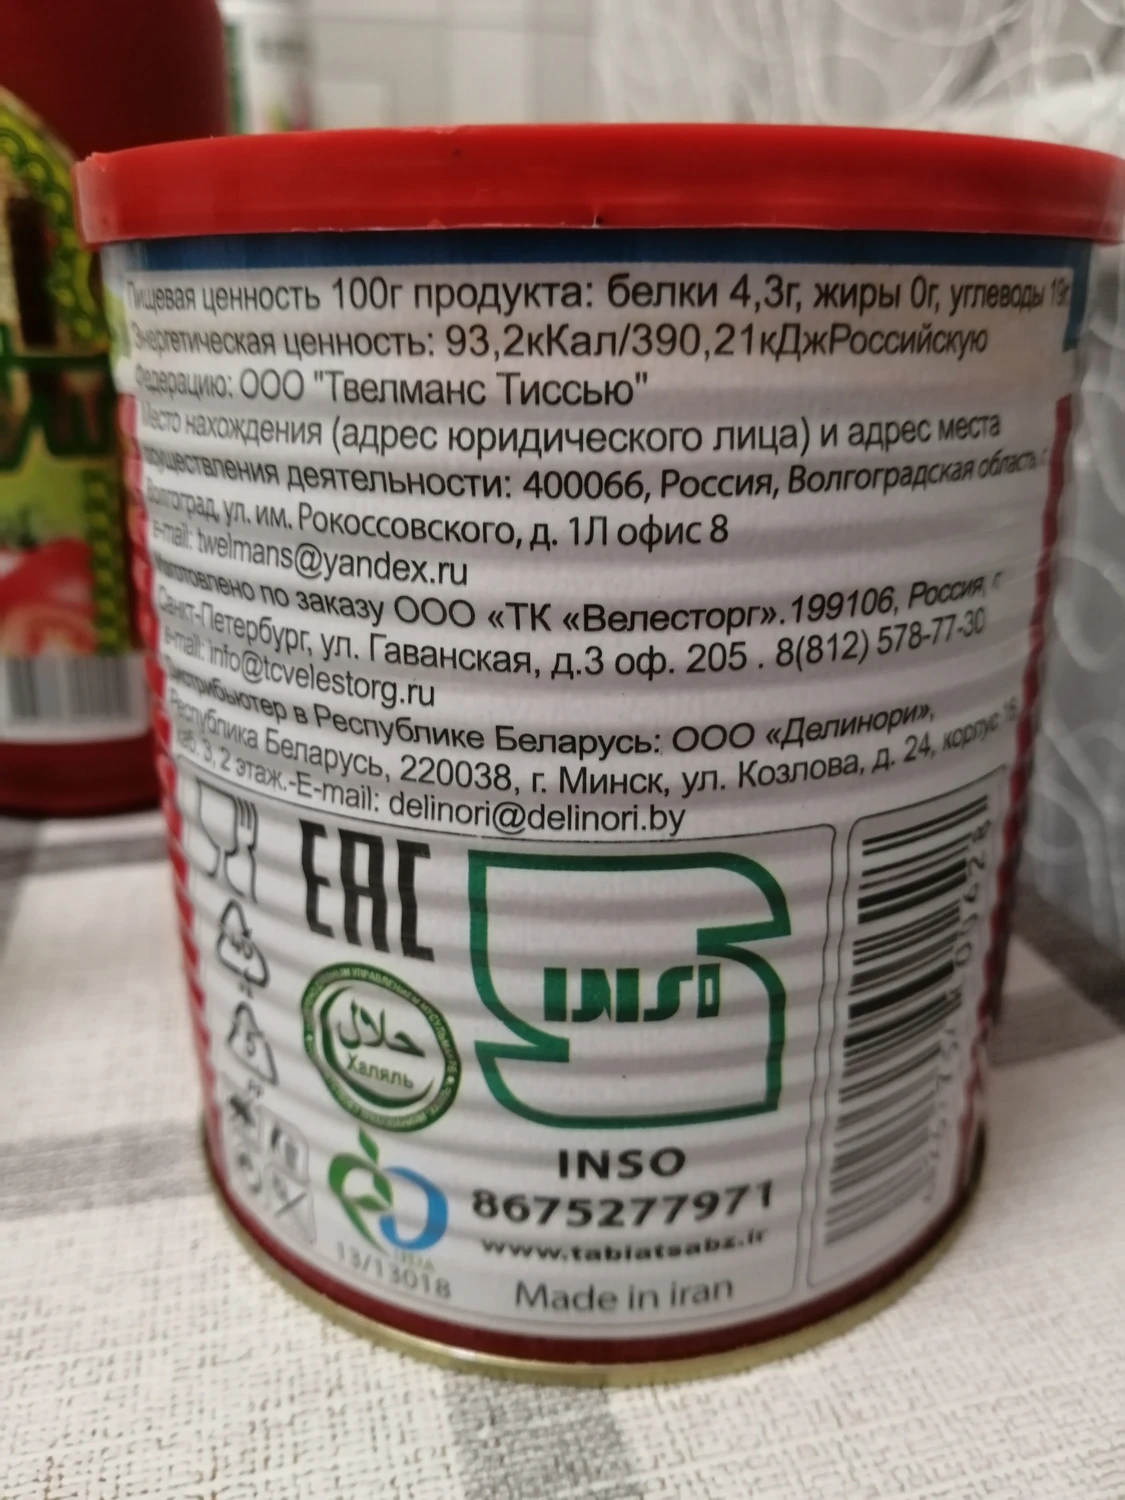 Пищевая ценность 100г продукта: белки 4,3г, жиры 0г, углеводы 19г.
Энергетическая ценность: 93,2кКал/390,21кДжРоссийскую
Федерацию: ООО "Твелманс Тиссью"
Место нахождения (адрес юридического лица) и адрес места
осуществления деятельности: 400066, Россия, Волгоградская область, г.
Волгоград, ул. им. Рокоссовского, д. 1Л офис 8
e-mail: twelmans@yandex.ru
Изготовлено по заказу ООО «ТК «Велесторг». 199106, Россия, г.
Санкт-Петербург, ул. Гаванская, д.3 оф. 205 . 8(812) 578-77-30
e-mail: info@tcvelestorg.ru
Дистрибьютер в Республике Беларусь: ООО «Делинори»,
Республика Беларусь, 220038, г. Минск, ул. Козлова, д. 24, корпус
каб. 3, 2 этаж.-E-mail: delinori@delinori.by
EAC
INSO
حلال
Халяль
INSO
8675277971
www.tabiatsabz.ir
13/13018
Made in iran